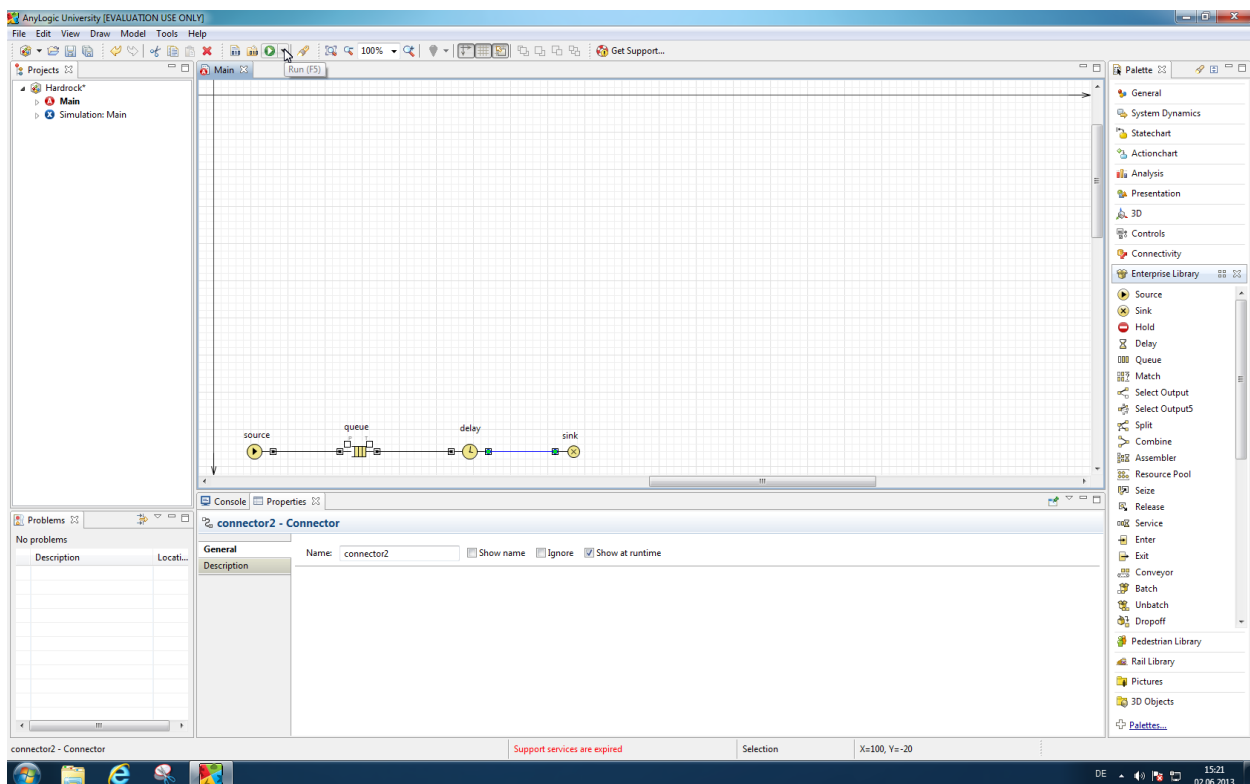 AnyLogic University [EVALUATION USE ONLY]
File Edit View Draw Model Tools Help
100% Get Support...
Projects
Main
Run (F5)
Palette
Hardrock*
Main
Simulation: Main
General
System Dynamics
Statechart
Actionchart
Analysis
Presentation
3D
Controls
Connectivity
Enterprise Library
Source
Sink
Hold
Delay
Queue
Match
Select Output
Select Output5
Split
Combine
Assembler
Resource Pool
Seize
Release
Service
Enter
Exit
Conveyor
Batch
Unbatch
Dropoff
Pedestrian Library
Rail Library
Pictures
3D Objects
Palettes...
source
queue
delay
sink
Console Properties
connector2 - Connector
General
Description
Name: connector2 Show name Ignore Show at runtime
Problems
No problems
Description Locati...
connector2 - Connector Support services are expired Selection X=100, Y=-20
DE 15:21
02.06.2013